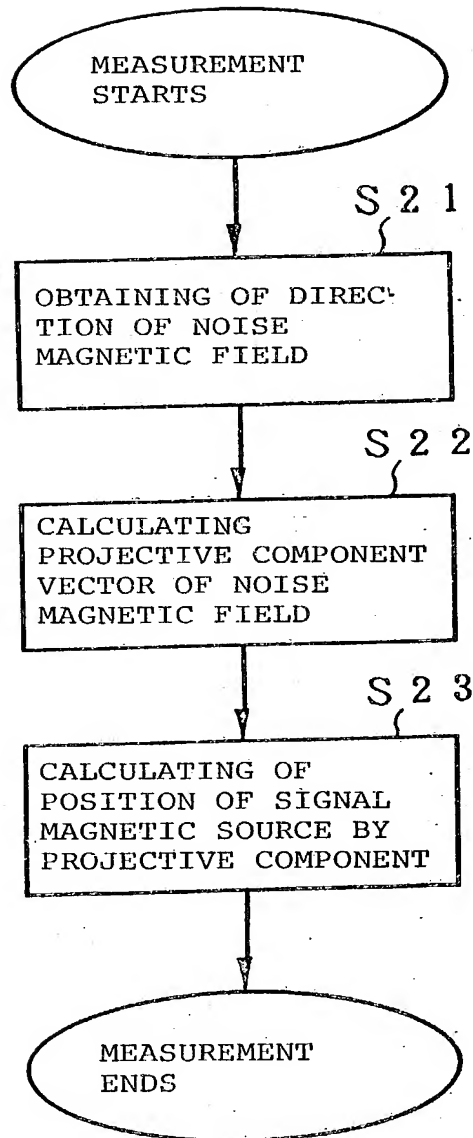 MEASUREMENT
STARTS
S21
OBTAINING OF DIREC-
TION OF NOISE
MAGNETIC FIELD
S22
CALCULATING
PROJECTIVE COMPONENT
VECTOR OF NOISE
MAGNETIC FIELD
S23
CALCULATING OF
POSITION OF SIGNAL
MAGNETIC SOURCE BY
PROJECTIVE COMPONENT
MEASUREMENT
ENDS